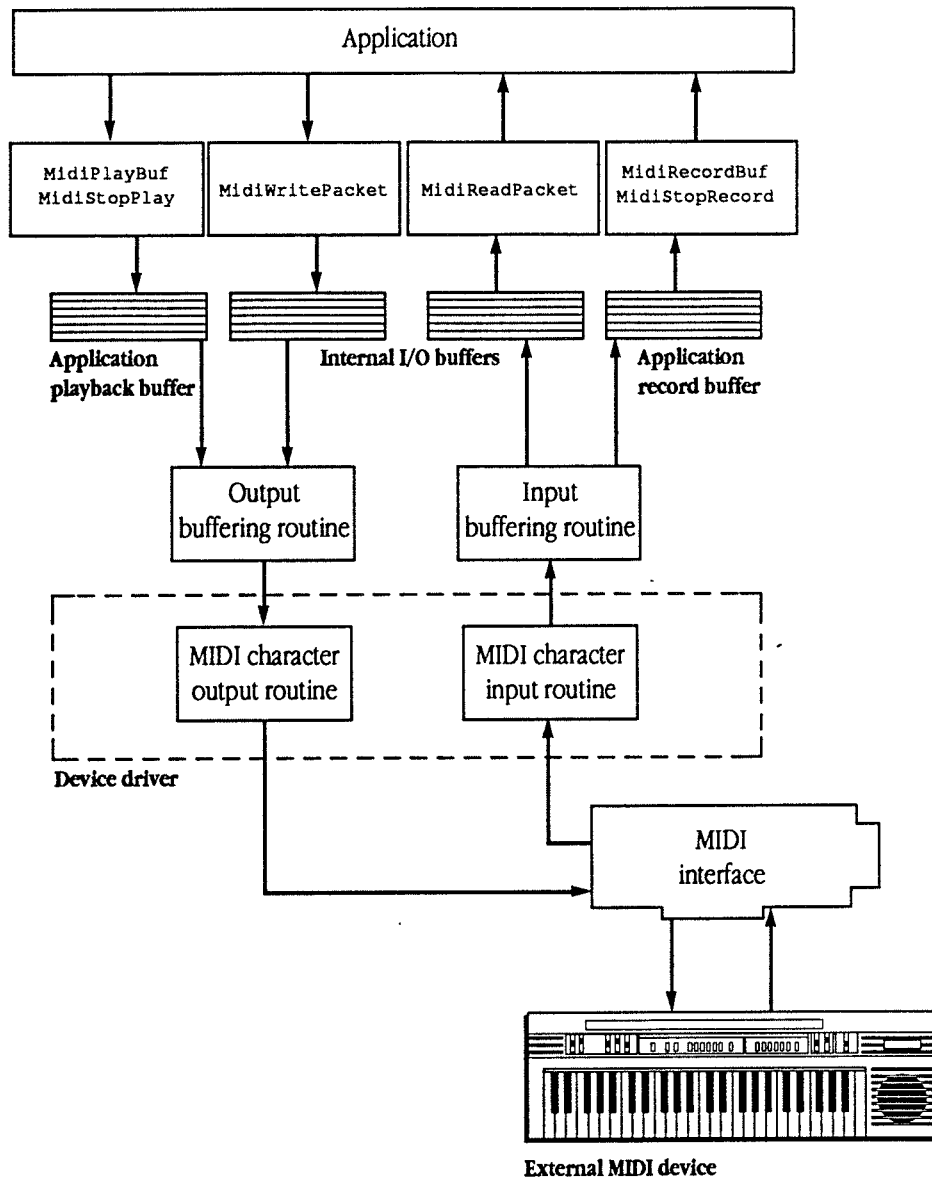 Application
MidiPlayBuf
MidiStopPlay
MidiWritePacket
MidiReadPacket
MidiRecordBuf
MidiStopRecord
Application
playback buffer
Internal I/O buffers
Application
record buffer
Output
buffering routine
Input
buffering routine
MIDI character
output routine
MIDI character
input routine
Device driver
MIDI
interface
External MIDI device